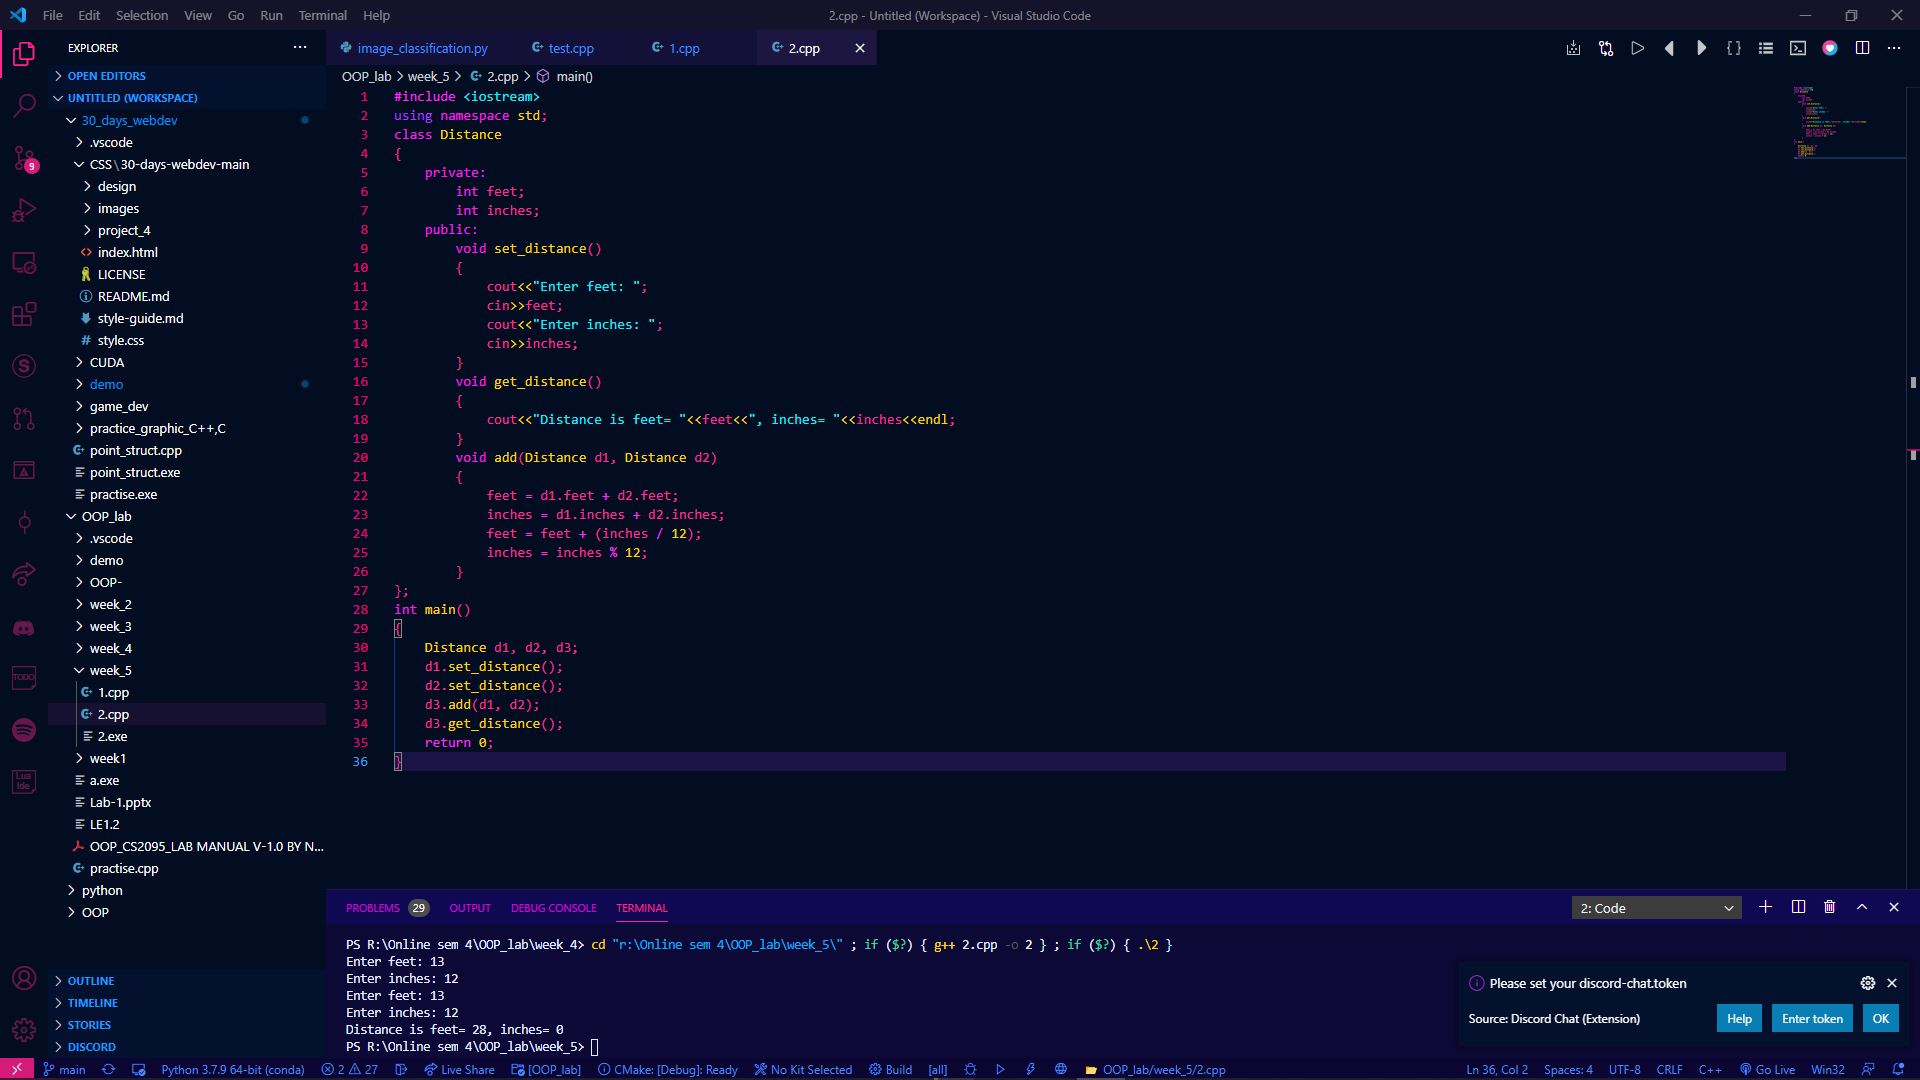 File Edit Selection View Go Run Terminal Help
2.cpp - Untitled (Workspace) - Visual Studio Code
EXPLORER
OPEN EDITORS
UNTITLED (WORKSPACE)
30_days_webdev
.vscode
CSS\30-days-webdev-main
design
images
project_4
index.html
LICENSE
README.md
style-guide.md
style.css
CUDA
demo
game_dev
practice_graphic_C++,C
point_struct.cpp
point_struct.exe
practise.exe
OOP_lab
.vscode
demo
OOP-
week_2
week_3
week_4
week_5
1.cpp
2.cpp
2.exe
week1
a.exe
Lab-1.pptx
LE1.2
OOP_CS2095_LAB MANUAL V-1.0 BY N...
practise.cpp
python
OOP
OUTLINE
TIMELINE
STORIES
DISCORD
9
TODO
Lua
Ide
image_classification.py test.cpp 1.cpp 2.cpp
OOP_lab > week_5 > 2.cpp > main()
1 #include <iostream>
2 using namespace std;
3 class Distance
4 {
5 private:
6 int feet;
7 int inches;
8 public:
9 void set_distance()
10 {
11 cout<<"Enter feet: ";
12 cin>>feet;
13 cout<<"Enter inches: ";
14 cin>>inches;
15 }
16 void get_distance()
17 {
18 cout<<"Distance is feet= "<<feet<<", inches= "<<inches<<endl;
19 }
20 void add(Distance d1, Distance d2)
21 {
22 feet = d1.feet + d2.feet;
23 inches = d1.inches + d2.inches;
24 feet = feet + (inches / 12);
25 inches = inches % 12;
26 }
27 };
28 int main()
29 {
30 Distance d1, d2, d3;
31 d1.set_distance();
32 d2.set_distance();
33 d3.add(d1, d2);
34 d3.get_distance();
35 return 0;
36 }
PROBLEMS 29 OUTPUT DEBUG CONSOLE TERMINAL
2: Code
PS R:\Online sem 4\OOP_lab\week_4> cd "r:\Online sem 4\OOP_lab\week_5\" ; if ($?) { g++ 2.cpp -o 2 } ; if ($?) { .\2 }
Enter feet: 13
Enter inches: 12
Enter feet: 13
Enter inches: 12
Distance is feet= 28, inches= 0
PS R:\Online sem 4\OOP_lab\week_5>
Please set your discord-chat.token
Source: Discord Chat (Extension)
Help Enter token OK
main Python 3.7.9 64-bit (conda) 2 27 Live Share [OOP_lab] CMake: [Debug]: Ready No Kit Selected Build [all] OOP_lab/week_5/2.cpp Ln 36, Col 2 Spaces: 4 UTF-8 CRLF C++ Go Live Win32